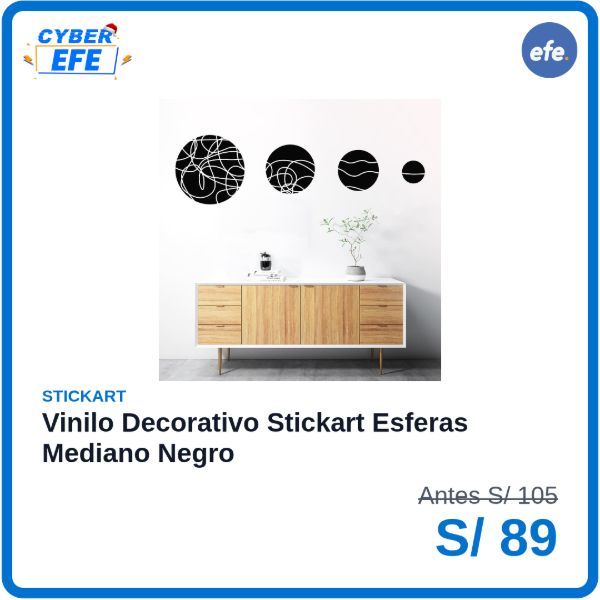 CYBER
EFE
efe.
STICKART
Vinilo Decorativo Stickart Esferas
Mediano Negro
Antes S/ 105
S/ 89